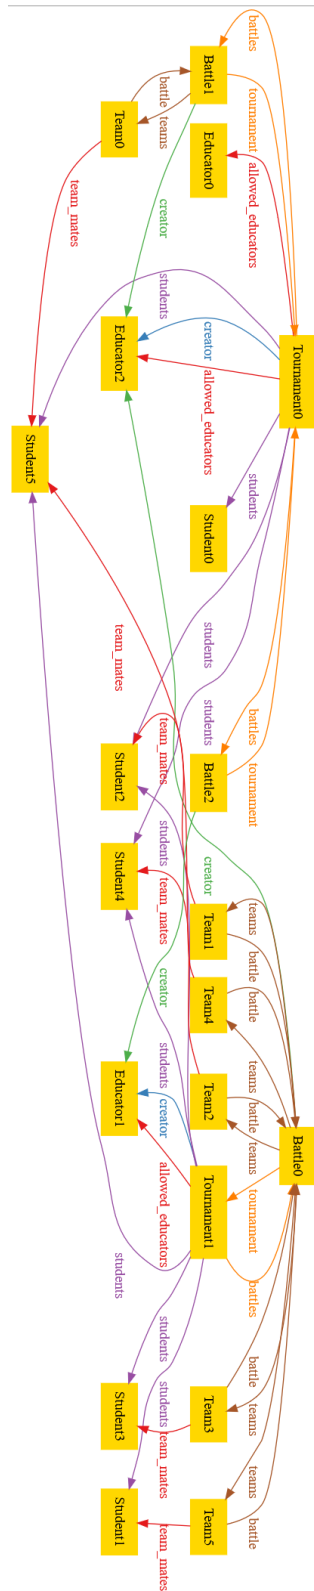 Tournament0
Battle0
battles
tournament
allowed_educators
students
battles
tournament
teams
battle
battle
teams
battle
teams
tournament
battles
battle
teams
teams
battle
Battle1
Educator0
creator
allowed_educators
Student0
students
students
Battle2
creator
Team1
Team4
Team2
Tournament1
Team3
Team5
battle
teams
creator
students
team_mates
students
team_mates
creator
students
creator
allowed_educators
students
students
team_mates
team_mates
Team0
Educator2
team_mates
Student2
Student4
Educator1
students
Student3
Student1
team_mates
Student5